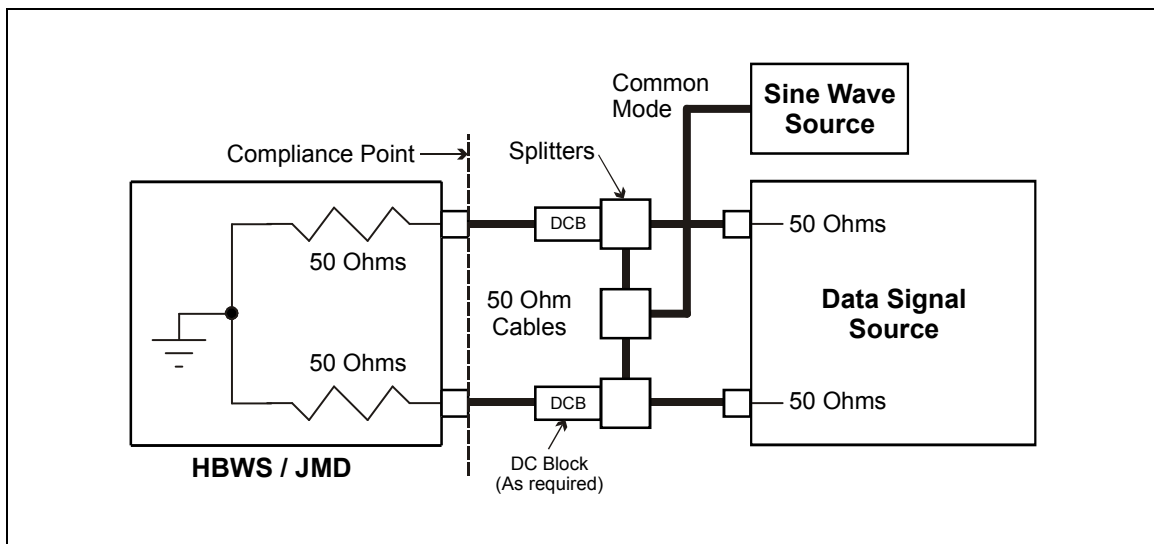 Common
Mode
Sine Wave
Source
Compliance Point
Splitters
DCB
50 Ohms
50 Ohms
50 Ohm
Cables
Data Signal
Source
50 Ohms
DCB
50 Ohms
HBWS / JMD
DC Block
(As required)